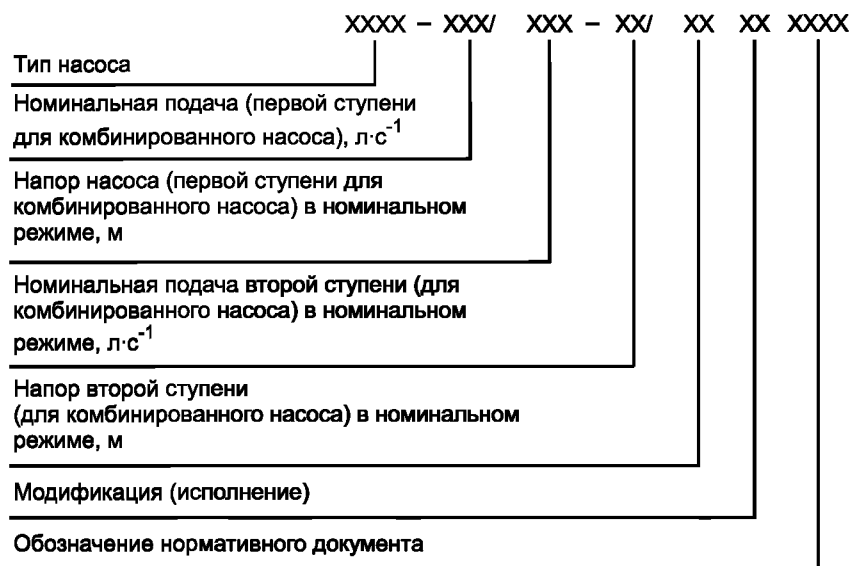 XXXX – XXX/ XXX – XX/ XX XX XXXX
Тип насоса
Номинальная подача (первой ступени
для комбинированного насоса), л·с⁻¹
Напор насоса (первой ступени для
комбинированного насоса) в номинальном
режиме, м
Номинальная подача второй ступени (для
комбинированного насоса) в номинальном
режиме, л·с⁻¹
Напор второй ступени
(для комбинированного насоса) в номинальном
режиме, м
Модификация (исполнение)
Обозначение нормативного документа